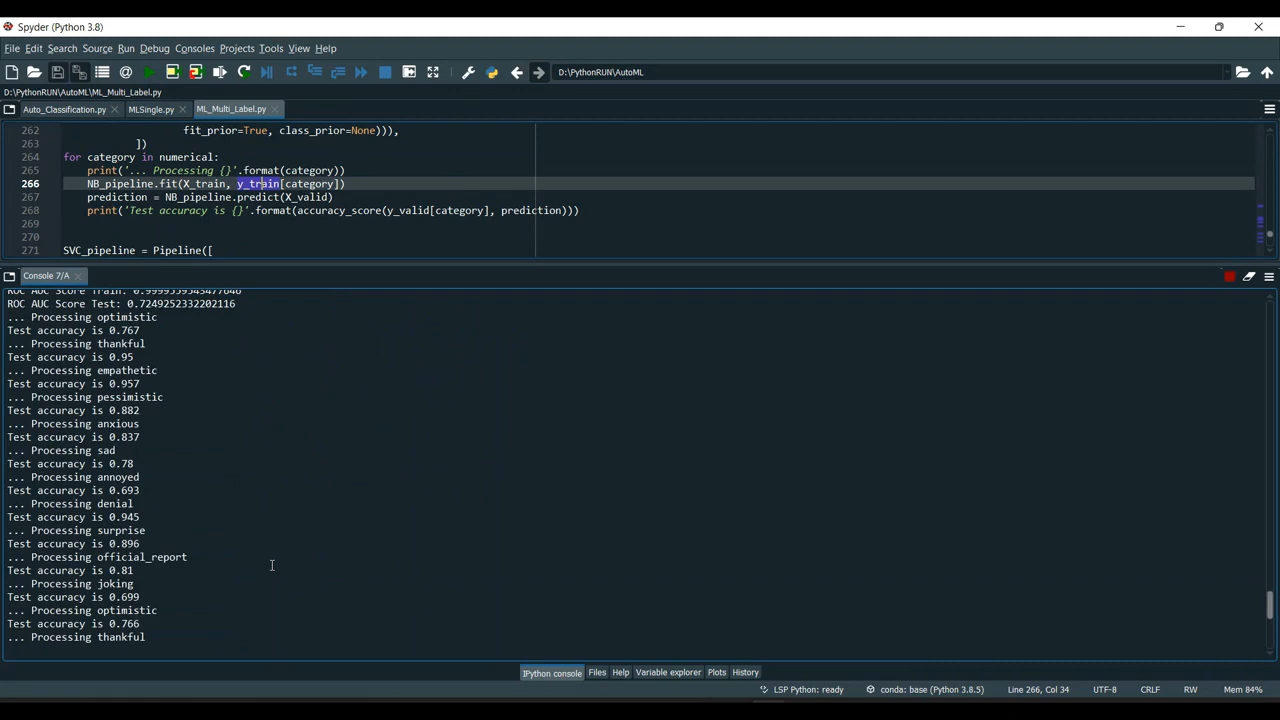 Spyder (Python 3.8)
File Edit Search Source Run Debug Consoles Projects Tools View Help
D:\PythonRUN\AutoML
D:\PythonRUN\AutoML\ML_Multi_Label.py
Auto_Classification.py MLSingle.py ML_Multi_Label.py
262 fit_prior=True, class_prior=None))),
263 ])
264 for category in numerical:
265 print('... Processing {}'.format(category))
266 NB_pipeline.fit(X_train, y_train[category])
267 prediction = NB_pipeline.predict(X_valid)
268 print('Test accuracy is {}'.format(accuracy_score(y_valid[category], prediction)))
269
270
271 SVC_pipeline = Pipeline([
Console 7/A
ROC AUC Score Train: 0.9999559543477646
ROC AUC Score Test: 0.7249252332202116
... Processing optimistic
Test accuracy is 0.767
... Processing thankful
Test accuracy is 0.95
... Processing empathetic
Test accuracy is 0.957
... Processing pessimistic
Test accuracy is 0.882
... Processing anxious
Test accuracy is 0.837
... Processing sad
Test accuracy is 0.78
... Processing annoyed
Test accuracy is 0.693
... Processing denial
Test accuracy is 0.945
... Processing surprise
Test accuracy is 0.896
... Processing official_report
Test accuracy is 0.81
... Processing joking
Test accuracy is 0.699
... Processing optimistic
Test accuracy is 0.766
... Processing thankful
IPython console Files Help Variable explorer Plots History
LSP Python: ready conda: base (Python 3.8.5) Line 266, Col 34 UTF-8 CRLF RW Mem 84%